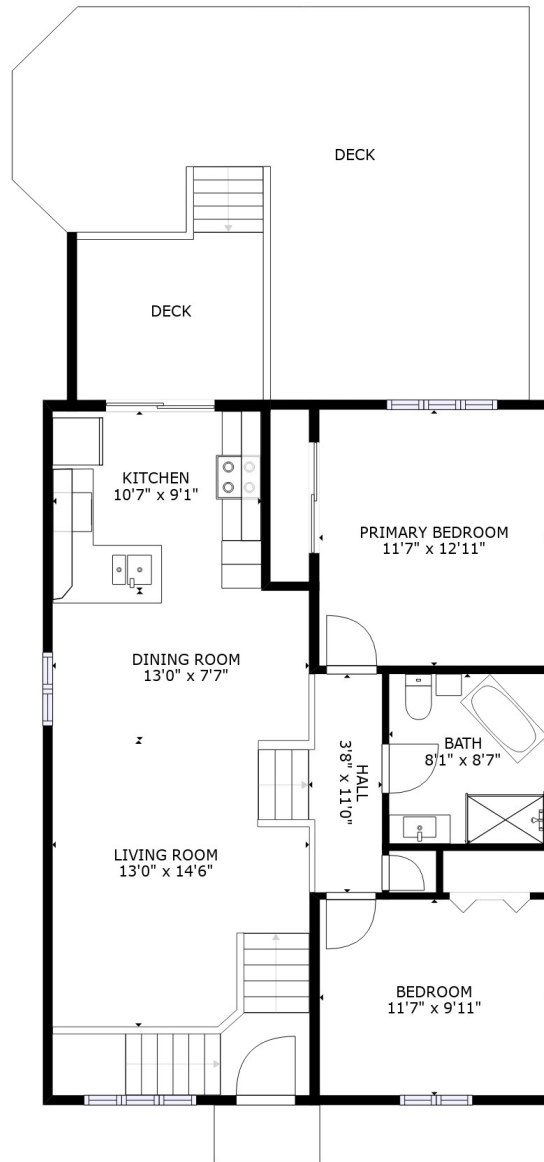 DECK
DECK
KITCHEN
10'7" x 9'1"
PRIMARY BEDROOM
11'7" x 12'11"
DINING ROOM
13'0" x 7'7"
HALL
3'8" x 11'0"
BATH
8'1" x 8'7"
LIVING ROOM
13'0" x 14'6"
BEDROOM
11'7" x 9'11"